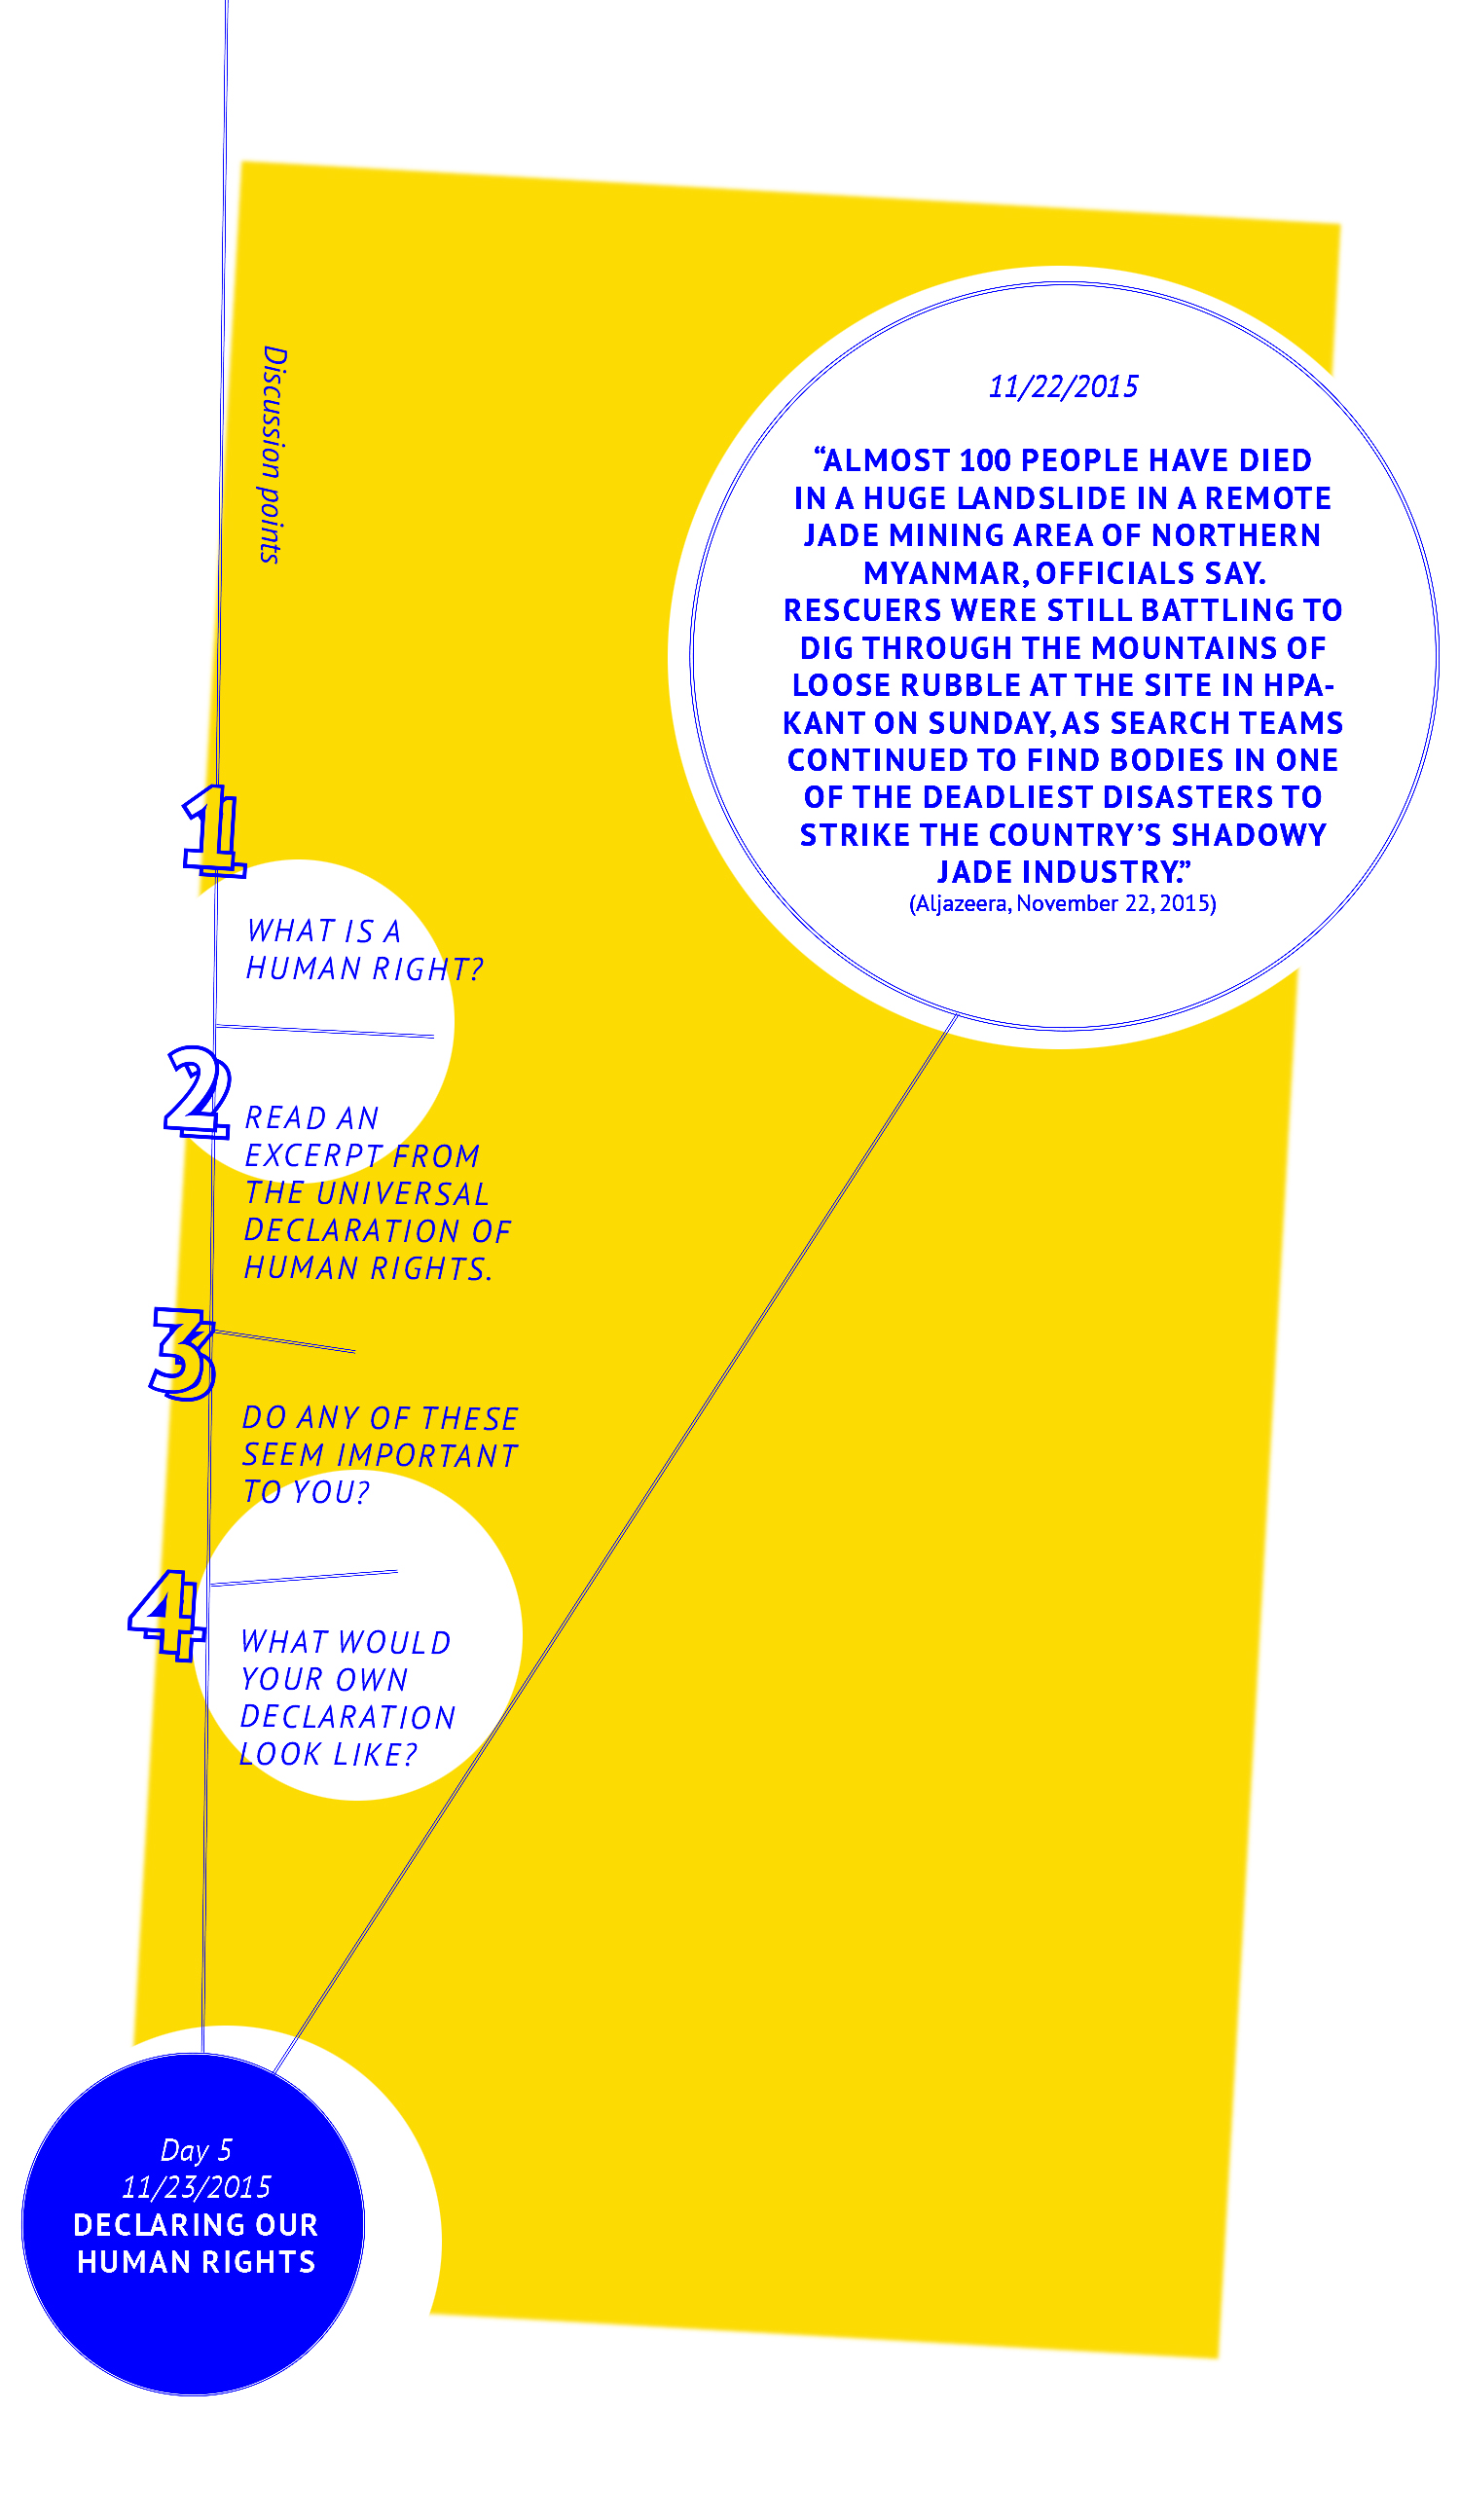 Discussion points
11/22/2015
“ALMOST 100 PEOPLE HAVE DIED
IN A HUGE LANDSLIDE IN A REMOTE
JADE MINING AREA OF NORTHERN
MYANMAR, OFFICIALS SAY.
RESCUERS WERE STILL BATTLING TO
DIG THROUGH THE MOUNTAINS OF
LOOSE RUBBLE AT THE SITE IN HPA-
KANT ON SUNDAY, AS SEARCH TEAMS
CONTINUED TO FIND BODIES IN ONE
OF THE DEADLIEST DISASTERS TO
STRIKE THE COUNTRY’S SHADOWY
JADE INDUSTRY.”
(Aljazeera, November 22, 2015)
1
WHAT IS A
HUMAN RIGHT?
2
READ AN
EXCERPT FROM
THE UNIVERSAL
DECLARATION OF
HUMAN RIGHTS.
3
DO ANY OF THESE
SEEM IMPORTANT
TO YOU?
4
WHAT WOULD
YOUR OWN
DECLARATION
LOOK LIKE?
Day 5
11/23/2015
DECLARING OUR
HUMAN RIGHTS